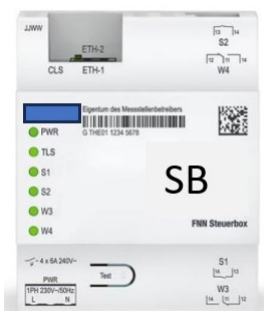 JJWW
13 14
S2
ETH-2
12 11 14
CLS ETH-1
W4
Eigentum des Messstellenbetreibers
G THE01 1234 5678
PWR
TLS
S1
S2
W3
W4
SB
FNN Steuerbox
4 x 6A 240V~
PWR
1PH 230V~/50Hz
L N
Test
S1
14 13
W3
14 11 12